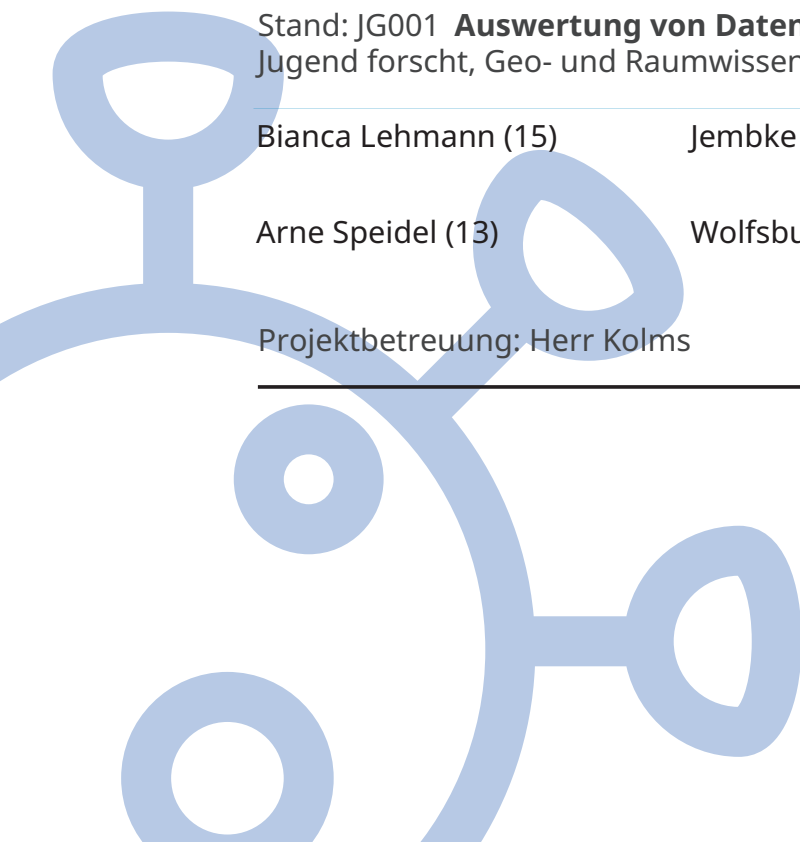 Stand: JG001 Auswertung von Daten
Jugend forscht, Geo- und Raumwissen
Bianca Lehmann (15) Jembke
Arne Speidel (13) Wolfsbu
Projektbetreuung: Herr Kolms